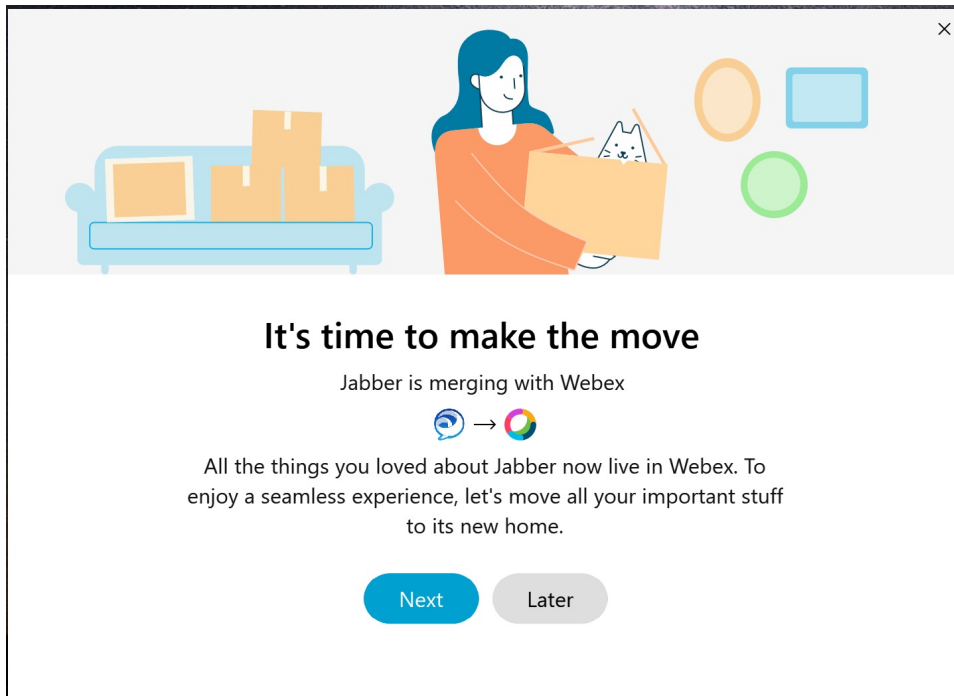 It's time to make the move
Jabber is merging with Webex
All the things you loved about Jabber now live in Webex. To
enjoy a seamless experience, let's move all your important stuff
to its new home.
Next
Later